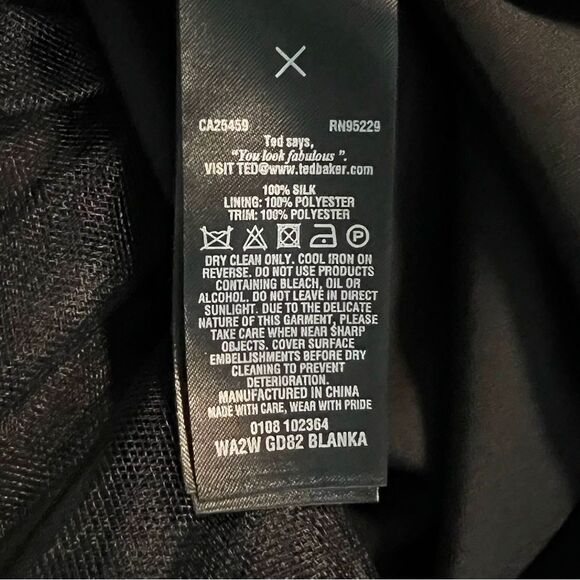 CA25459 RN95229
Ted says,
"You look fabulous".
VISIT TED@www.tedbaker.com
100% SILK
LINING: 100% POLYESTER
TRIM: 100% POLYESTER
P
DRY CLEAN ONLY. COOL IRON ON
REVERSE. DO NOT USE PRODUCTS
CONTAINING BLEACH, OIL OR
ALCOHOL. DO NOT LEAVE IN DIRECT
SUNLIGHT. DUE TO THE DELICATE
NATURE OF THIS GARMENT, PLEASE
TAKE CARE WHEN NEAR SHARP
OBJECTS. COVER SURFACE
EMBELLISHMENTS BEFORE DRY
CLEANING TO PREVENT
DETERIORATION.
MANUFACTURED IN CHINA
MADE WITH CARE, WEAR WITH PRIDE
0108 102364
WA2W GD82 BLANKA